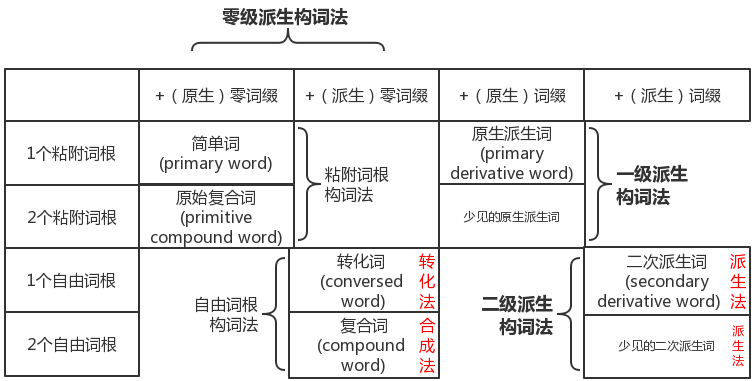 零级派生构词法
+（原生）零词缀
+（派生）零词缀
+（原生）词缀
+（派生）词缀
1个粘附词根
简单词
(primary word)
粘附词根
构词法
原生派生词
(primary
derivative word)
一级派生
构词法
2个粘附词根
原始复合词
(primitive
compound word)
少见的原生派生词
1个自由词根
自由词根
构词法
转化词
(conversed
word)
转化法
二级派生
构词法
二次派生词
(secondary
derivative word)
派生法
2个自由词根
复合词
(compound
word)
合成法
少见的二次派生词
派生法